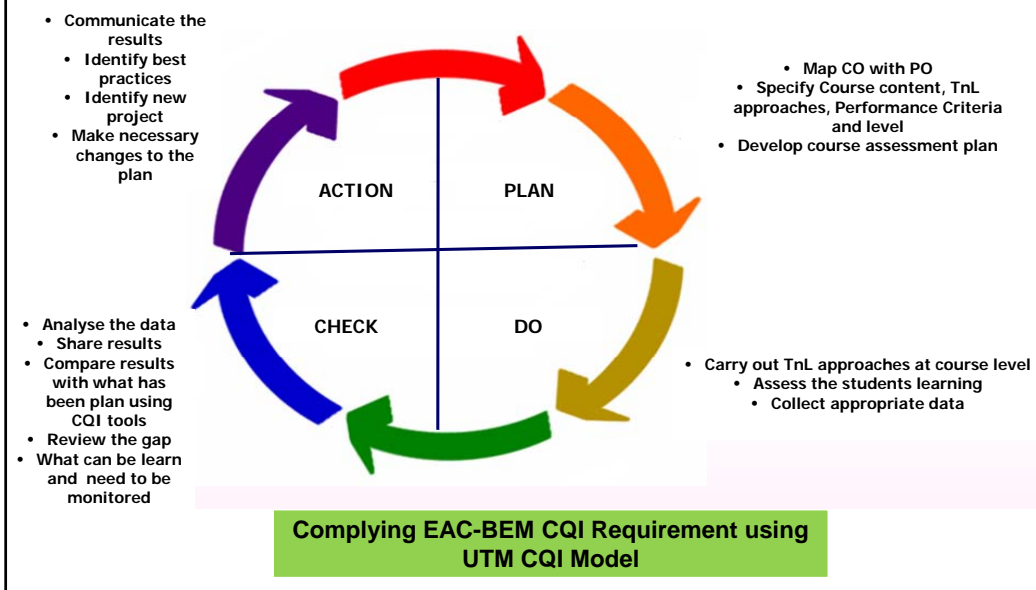 • Communicate the
results
• Identify best
practices
• Identify new
project
• Make necessary
changes to the
plan
• Map CO with PO
• Specify Course content, TnL
approaches, Performance Criteria
and level
• Develop course assessment plan
ACTION
PLAN
CHECK
DO
• Analyse the data
• Share results
• Compare results
with what has
been plan using
CQI tools
• Review the gap
• What can be learn
and need to be
monitored
• Carry out TnL approaches at course level
• Assess the students learning
• Collect appropriate data
Complying EAC-BEM CQI Requirement using
UTM CQI Model